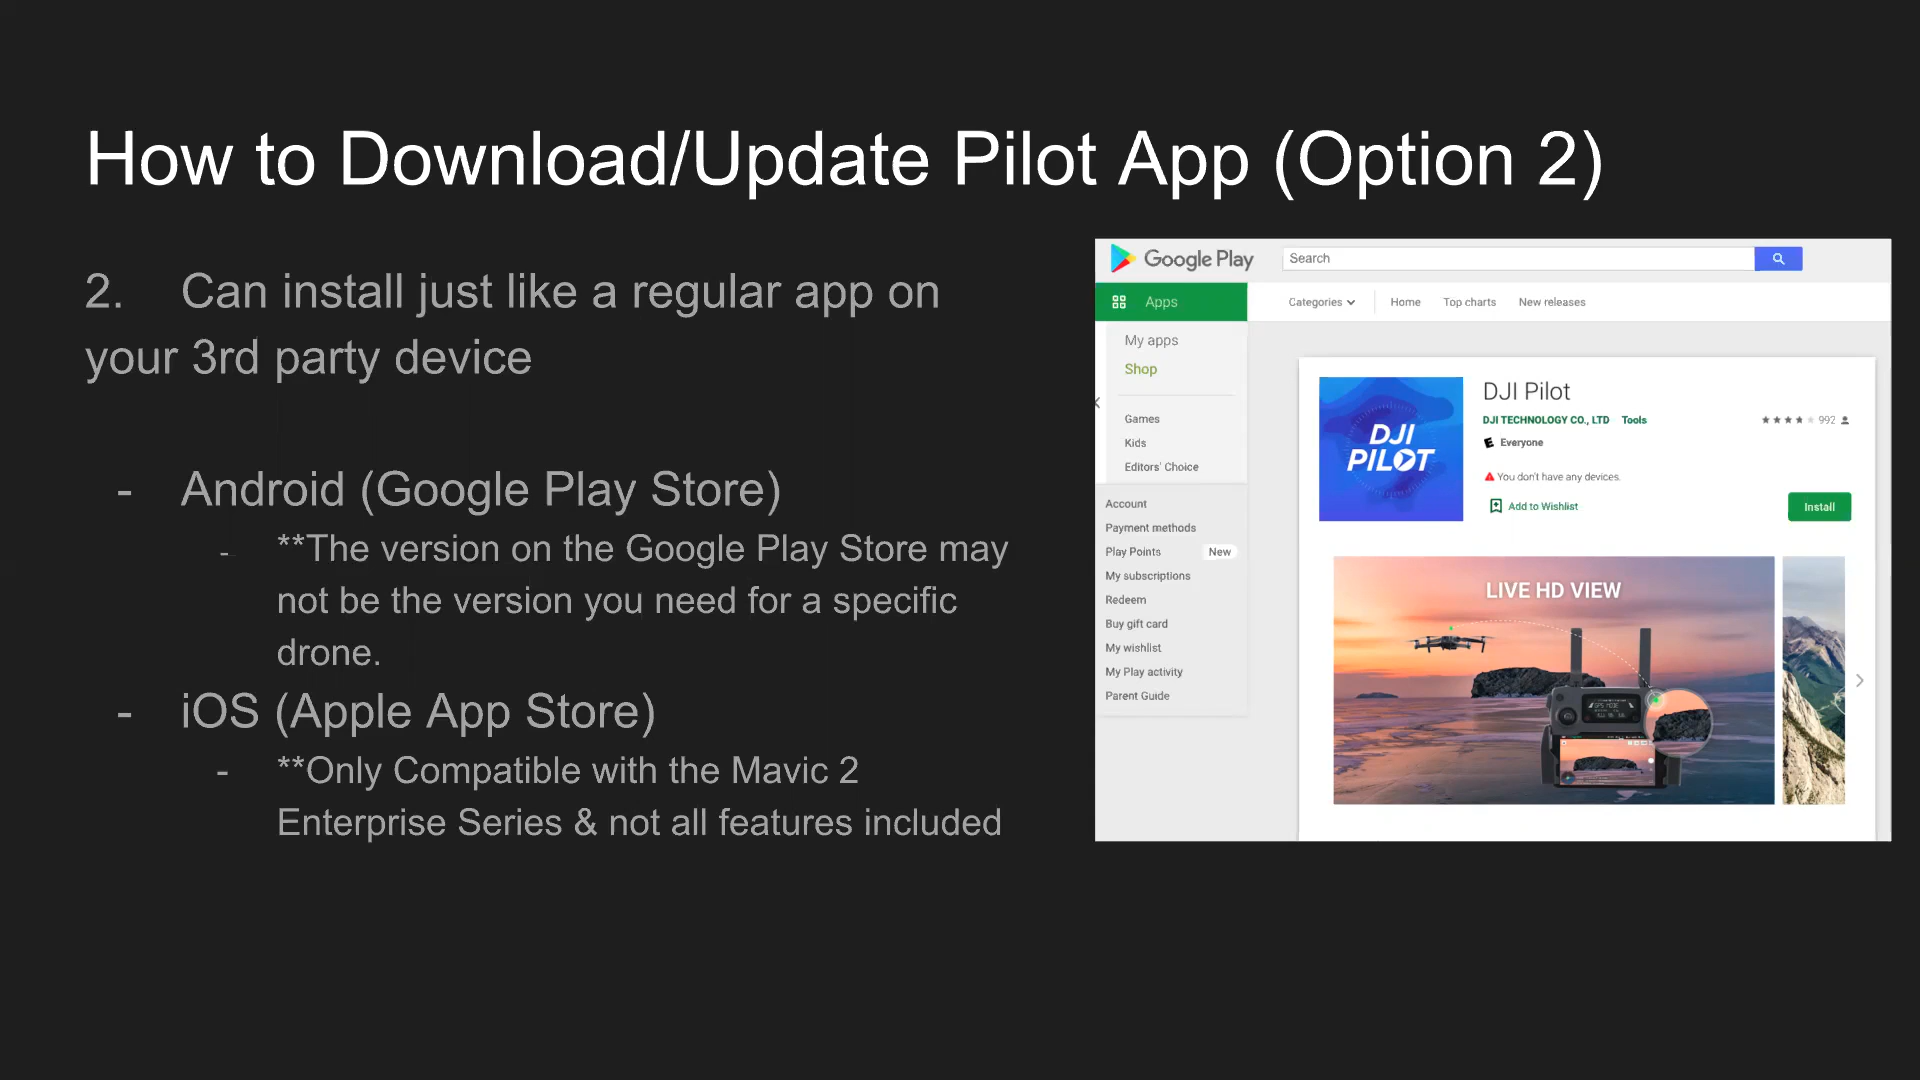 How to Download/Update Pilot App (Option 2)
2. Can install just like a regular app on
your 3rd party device
- Android (Google Play Store)
- **The version on the Google Play Store may
not be the version you need for a specific
drone.
- iOS (Apple App Store)
- **Only Compatible with the Mavic 2
Enterprise Series & not all features included
Google Play
Search
Apps
Categories
Home
Top charts
New releases
My apps
Shop
Games
Kids
Editors' Choice
Account
Payment methods
Play Points New
My subscriptions
Redeem
Buy gift card
My wishlist
My Play activity
Parent Guide
DJI
PILOT
DJI Pilot
DJI TECHNOLOGY CO., LTD Tools
992
E Everyone
You don't have any devices.
Add to Wishlist
Install
LIVE HD VIEW
GPS MODE